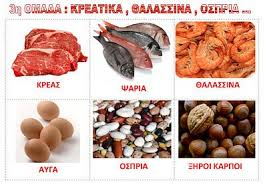 3η ΟΜΑΔΑ : ΚΡΕΑΤΙΚΑ , ΘΑΛΑΣΣΙΝΑ , ΟΣΠΡΙΑ ...
ΚΡΕΑΣ
ΨΑΡΙΑ
ΘΑΛΑΣΣΙΝΑ
ΑΥΓΑ
ΟΣΠΡΙΑ
ΞΗΡΟΙ ΚΑΡΠΟΙ